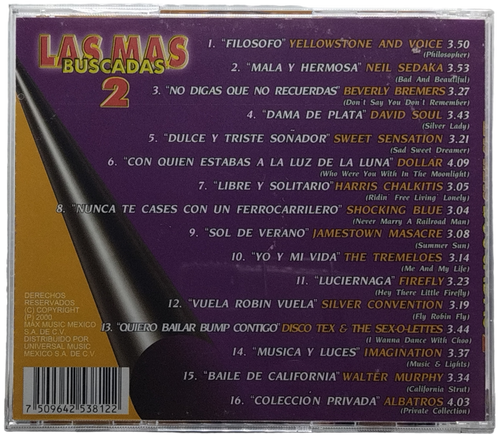 LAS MAS
BUSCADAS
2
1. "FILOSOFO" YELLOWSTONE AND VOICE 3.50
(Philosopher)
2. "MALA Y HERMOSA" NEIL SEDAKA 3.53
(Bad And Beautiful)
3. "NO DIGAS QUE NO RECUERDAS" BEVERLY BREMERS 3.27
(Don't Say You Don't Remember)
4. "DAMA DE PLATA" DAVID SOUL 3.43
(Silver Lady)
5. "DULCE Y TRISTE SOÑADOR" SWEET SENSATION 3.21
(Sad Sweet Dreamer)
6. "CON QUIEN ESTABAS A LA LUZ DE LA LUNA" DOLLAR 4.09
(Who Were You With In The Moonlight)
7. "LIBRE Y SOLITARIO" HARRIS CHALKITIS 3.05
(Ridin Free Living Lonely)
8. "NUNCA TE CASES CON UN FERROCARRILERO" SHOCKING BLUE 3.04
(Never Marry A Railroad Man)
9. "SOL DE VERANO" JAMESTOWN MASACRE 3.08
(Summer Sun)
10. "YO Y MI VIDA" THE TREMELOES 3.14
(Me And My Life)
11. "LUCIERNAGA" FIREFLY 3.23
(Hey There Little Firefly)
12. "VUELA ROBIN VUELA" SILVER CONVENTION 3.19
(Fly Robin Fly)
13. "QUIERO BAILAR BUMP CONTIGO" DISCO TEX & THE SEX-O-LETTES 3.44
(I Wanna Dance With Choo)
14. "MUSICA Y LUCES" IMAGINATION 3.37
(Music & Lights)
15. "BAILE DE CALIFORNIA" WALTER MURPHY 3.34
(California Strut)
16. "COLECCIÓN PRIVADA" ALBATROS 4.03
(Private Collection)
DERECHOS
RESERVADOS
(C) COPYRIGHT
(P) 2000
MAX MUSIC MEXICO
S.A. DE C.V.
DISTRIBUIDO POR
UNIVERSAL MUSIC
MEXICO S.A. DE C.V.
7 509642 538122